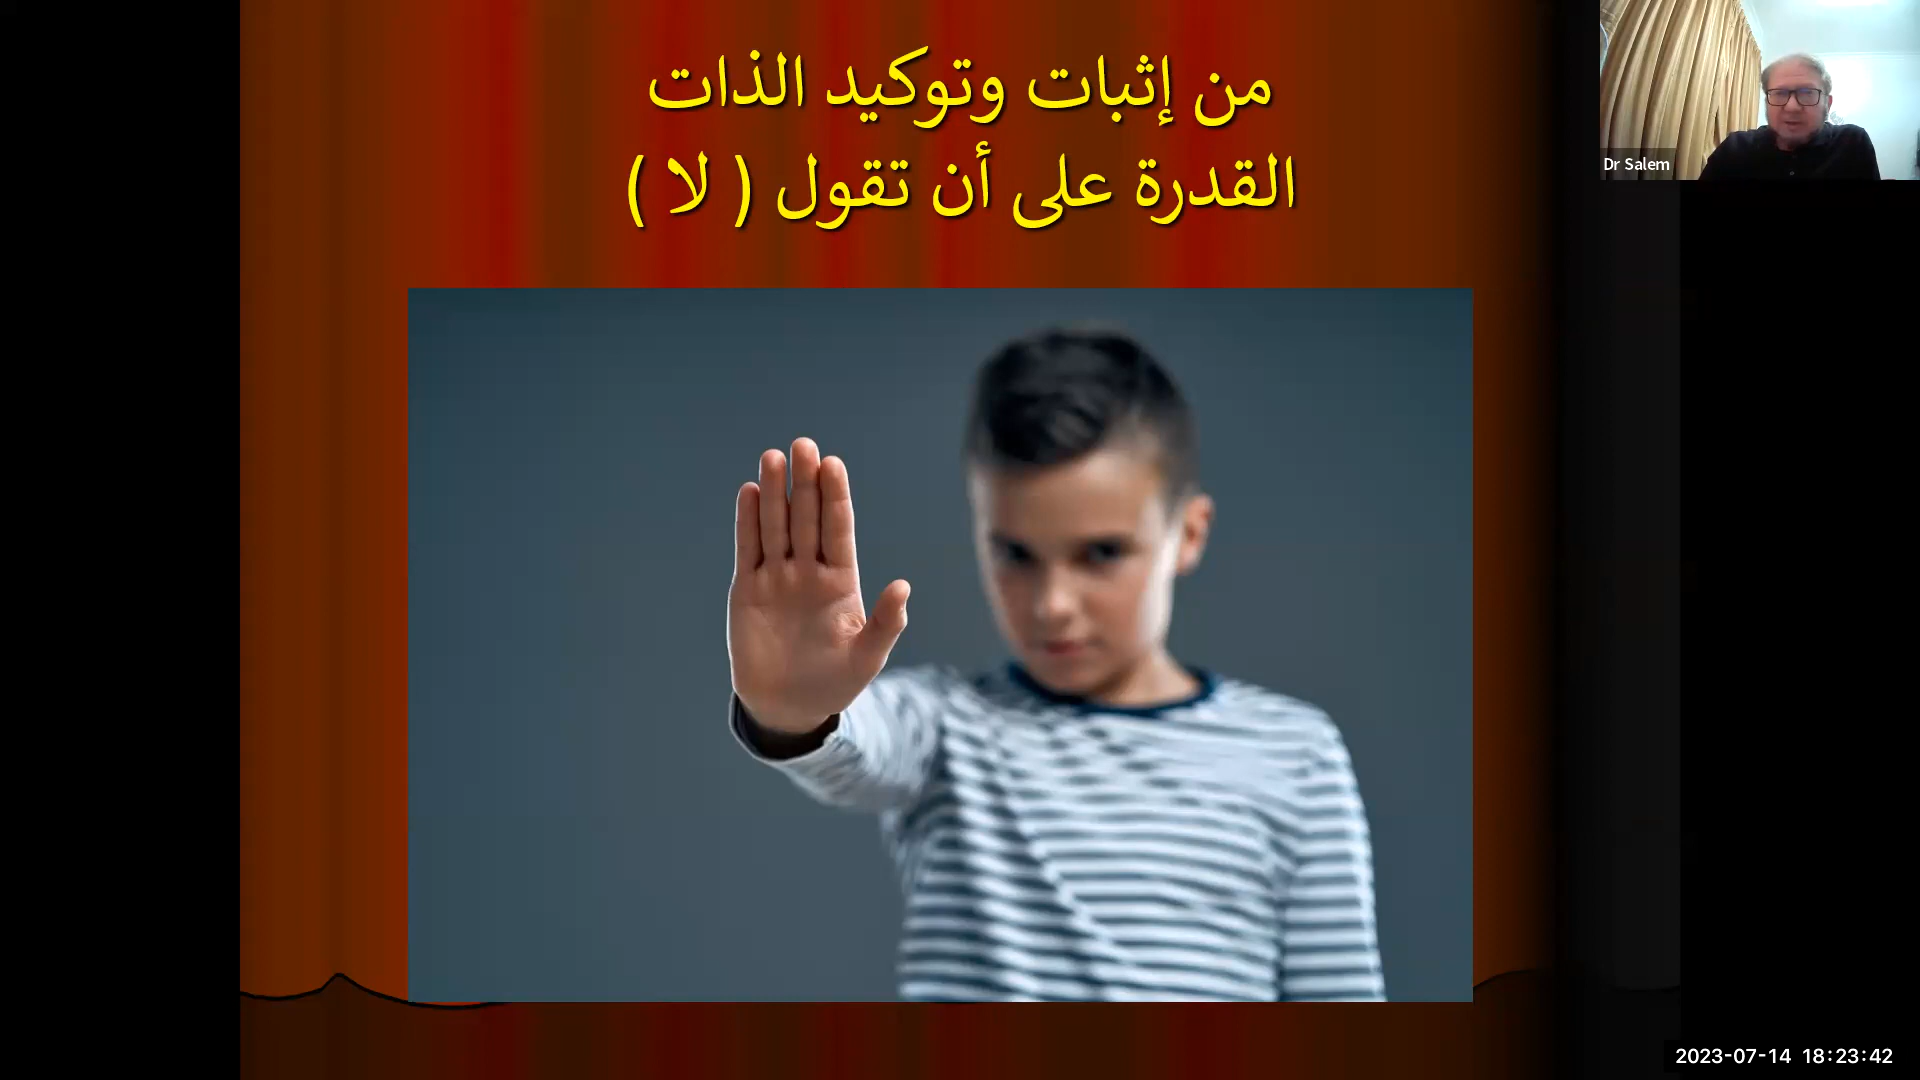 من إثبات وتوكيد الذات
القدرة على أن تقول ( لا )
Dr Salem
2023-07-14 18:23:42